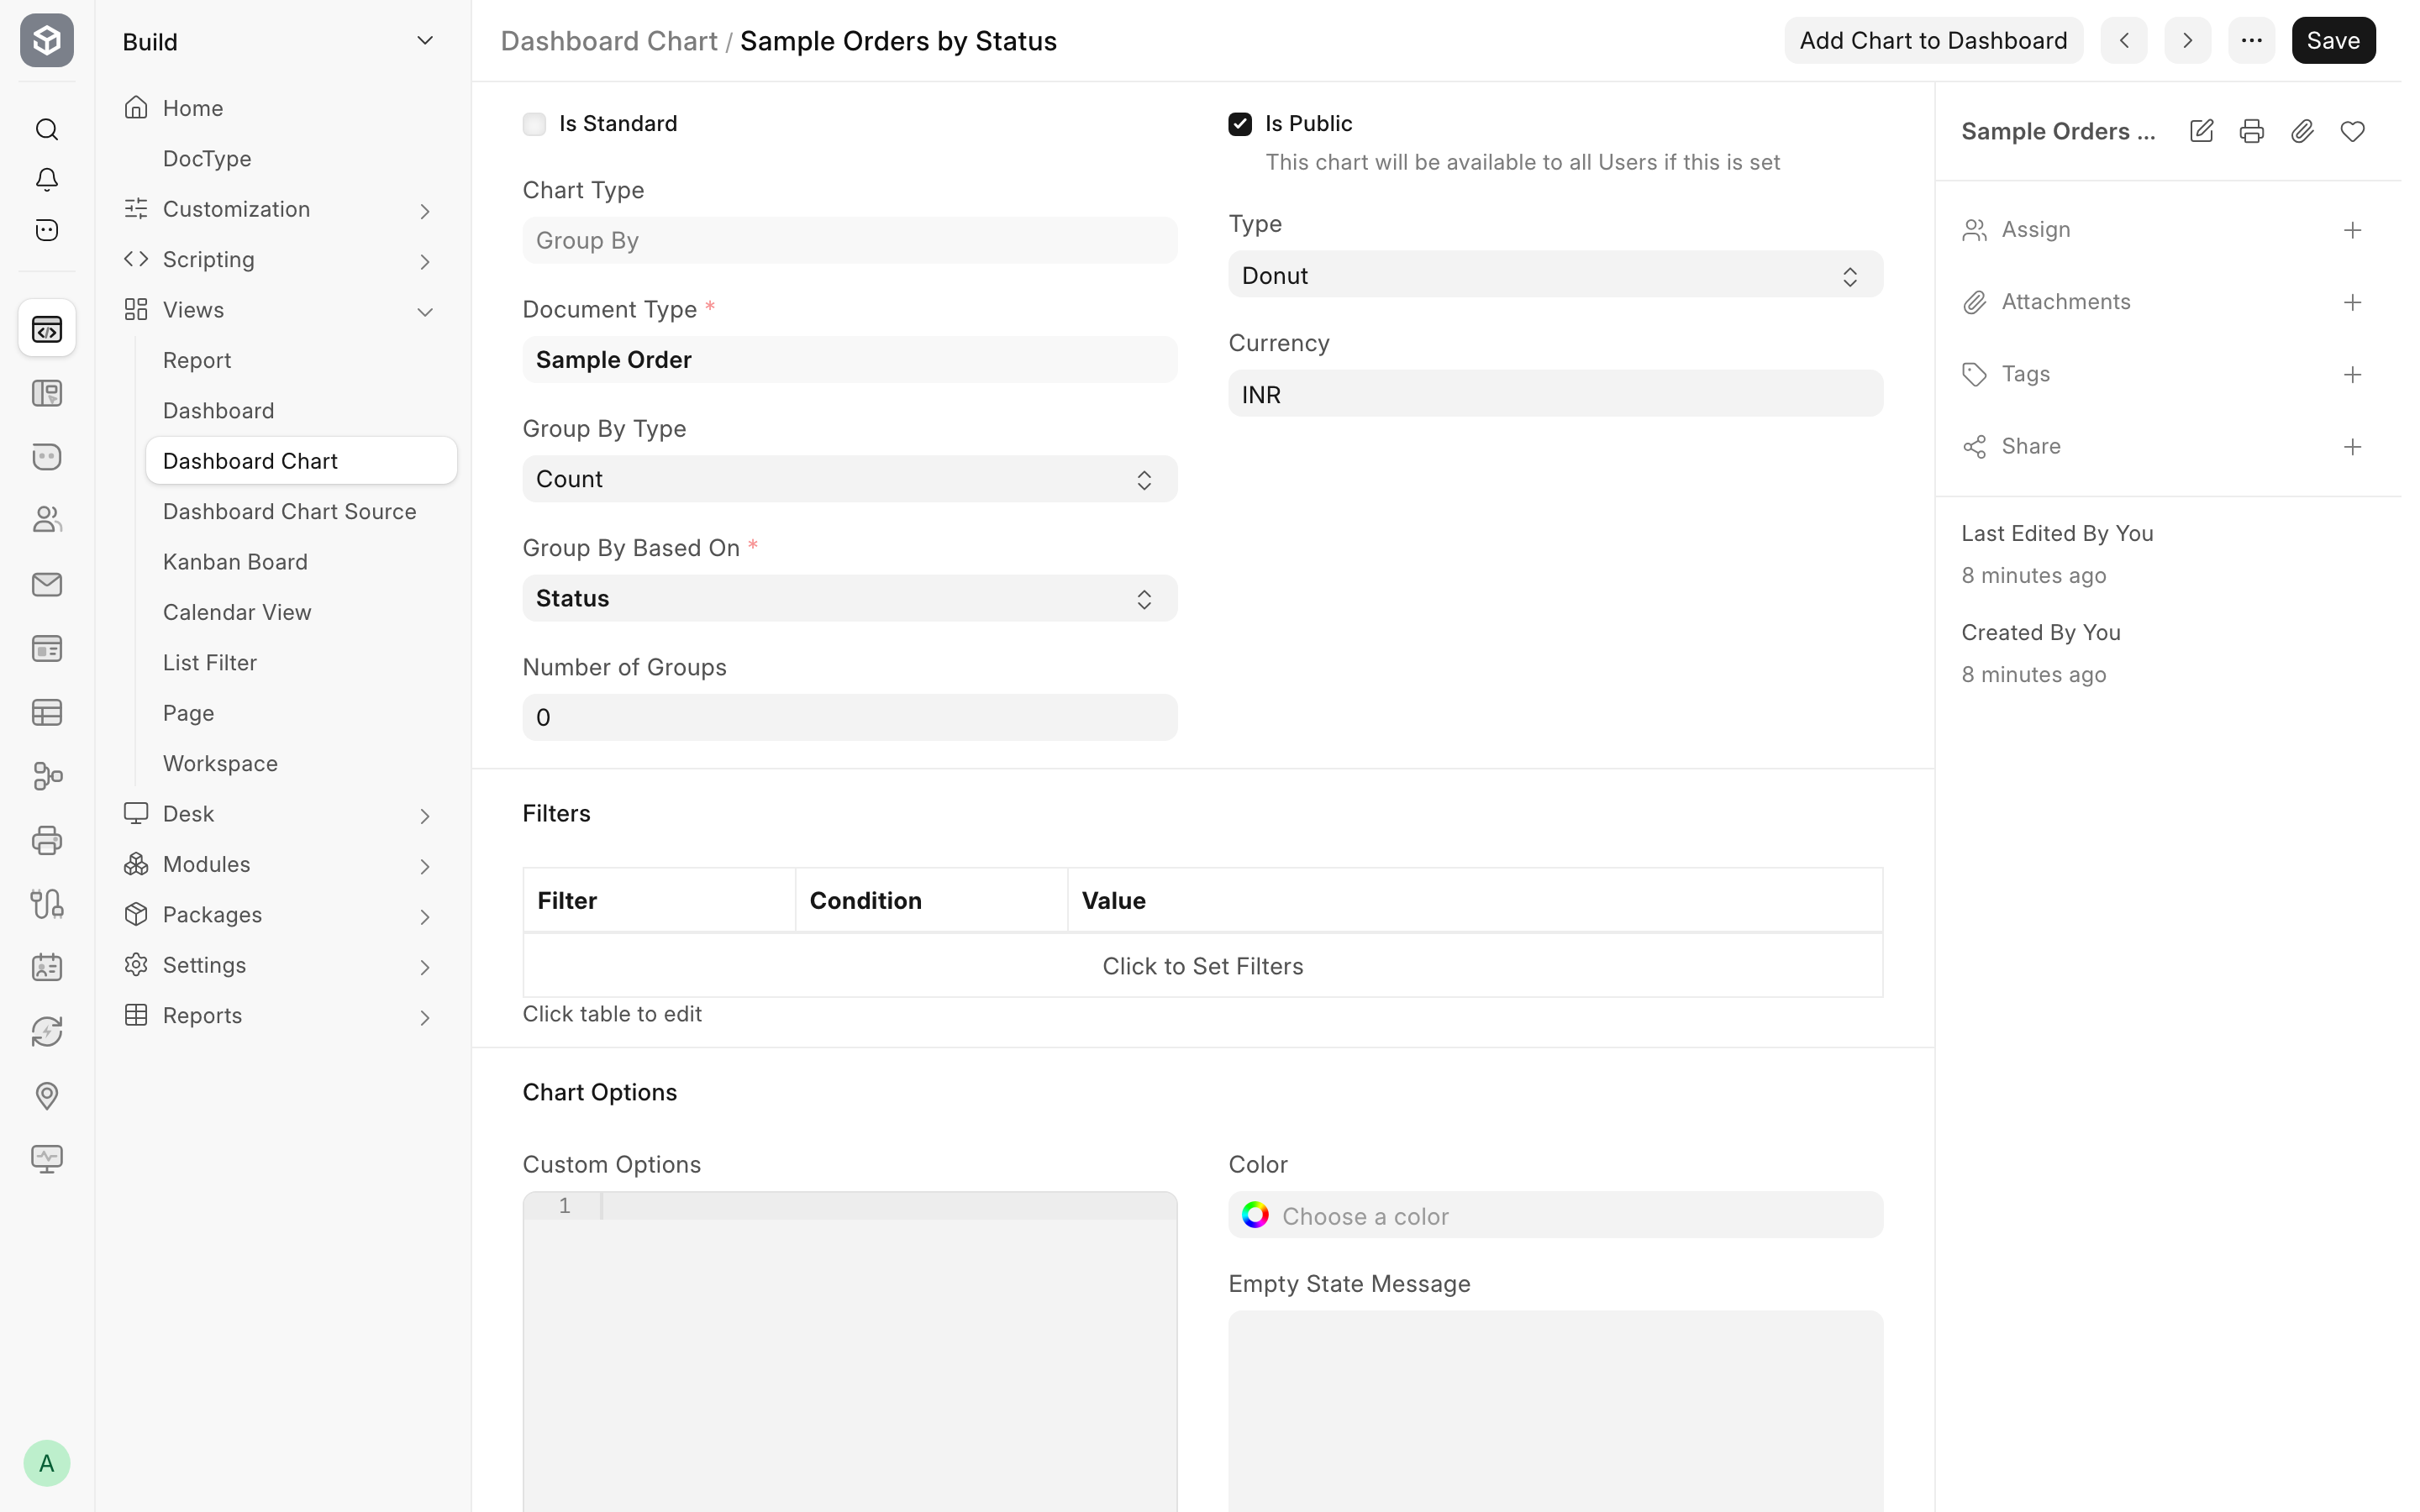 Build
Home
DocType
Customization
Scripting
Views
Report
Dashboard
Dashboard Chart
Dashboard Chart Source
Kanban Board
Calendar View
List Filter
Page
Workspace
Desk
Modules
Packages
Settings
Reports
A
Dashboard Chart / Sample Orders by Status
Add Chart to Dashboard
Save
Is Standard
Chart Type
Group By
Document Type *
Sample Order
Group By Type
Count
Group By Based On *
Status
Number of Groups
0
Is Public
This chart will be available to all Users if this is set
Type
Donut
Currency
INR
Filters
Filter Condition Value
Click to Set Filters
Click table to edit
Chart Options
Custom Options
1
Color
Choose a color
Empty State Message
Sample Orders ...
Assign
Attachments
Tags
Share
Last Edited By You
8 minutes ago
Created By You
8 minutes ago